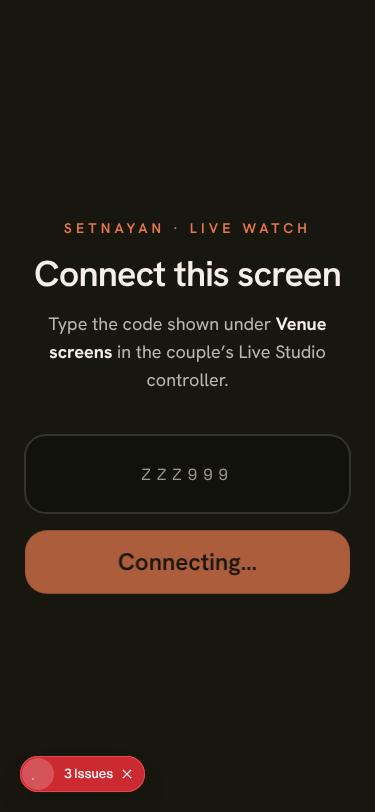 SETNAYAN · LIVE WATCH
Connect this screen
Type the code shown under Venue
screens in the couple’s Live Studio
controller.
ZZZ999
Connecting…
3 Issues